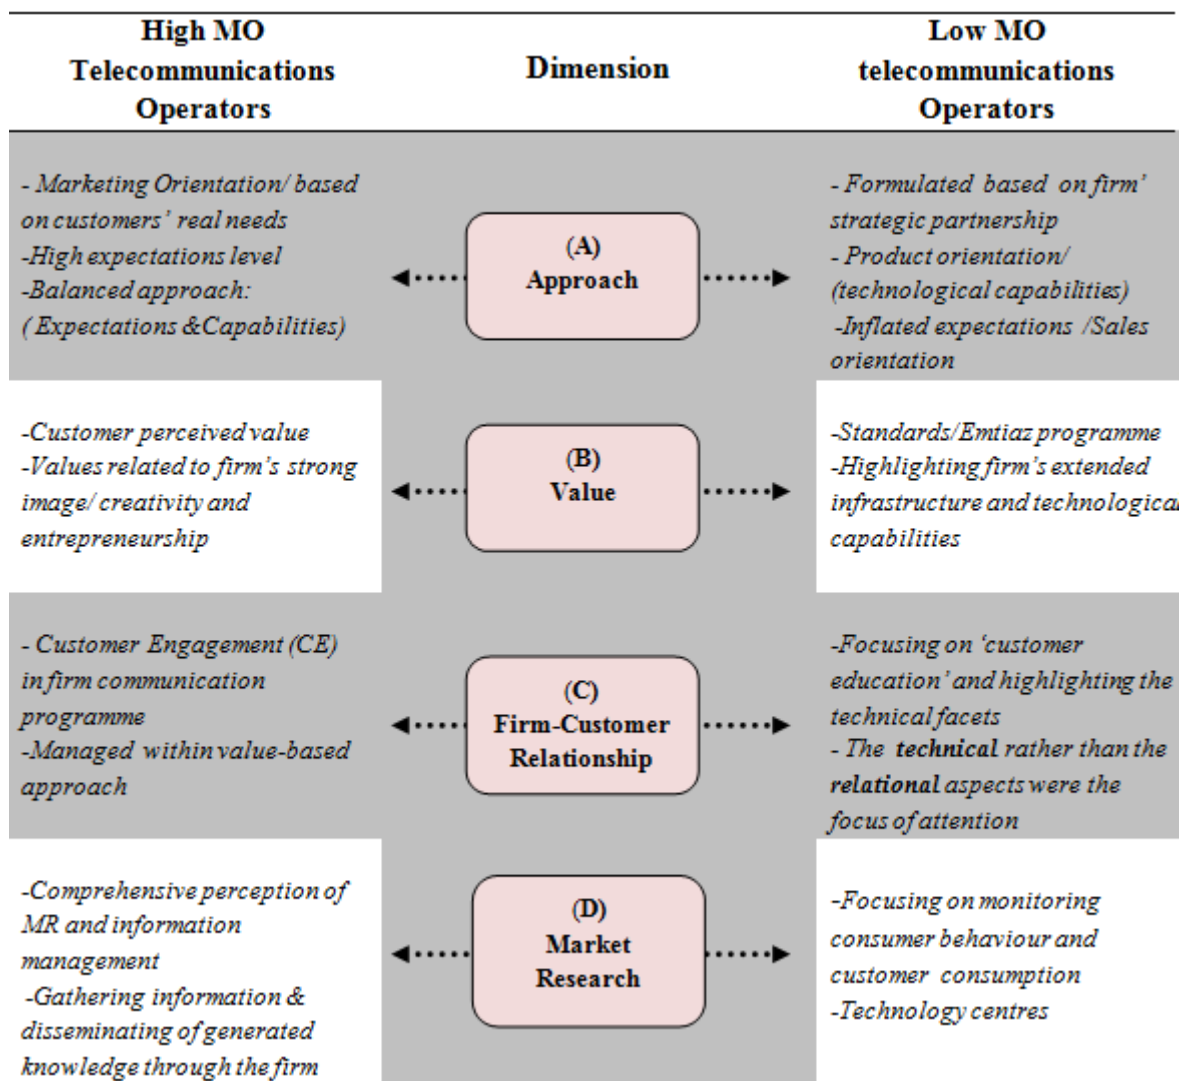 High MO
Telecommunications
Operators
Dimension
Low MO
telecommunications
Operators
- Marketing Orientation/ based
on customers' real needs
-High expectations level
-Balanced approach:
( Expectations &Capabilities)
(A)
Approach
- Formulated based on firm'
strategic partnership
- Product orientation/
(technological capabilities)
-Inflated expectations /Sales
orientation
-Customer perceived value
-Values related to firm's strong
image/ creativity and
entrepreneurship
(B)
Value
-Standards/Emtiaz programme
-Highlighting firm's extended
infrastructure and technological
capabilities
- Customer Engagement (CE)
in firm communication
programme
-Managed within value-based
approach
(C)
Firm-Customer
Relationship
-Focusing on 'customer
education' and highlighting the
technical facets
- The technical rather than the
relational aspects were the
focus of attention
-Comprehensive perception of
MR and information
management
-Gathering information &
disseminating of generated
knowledge through the firm
(D)
Market
Research
-Focusing on monitoring
consumer behaviour and
customer consumption
-Technology centres